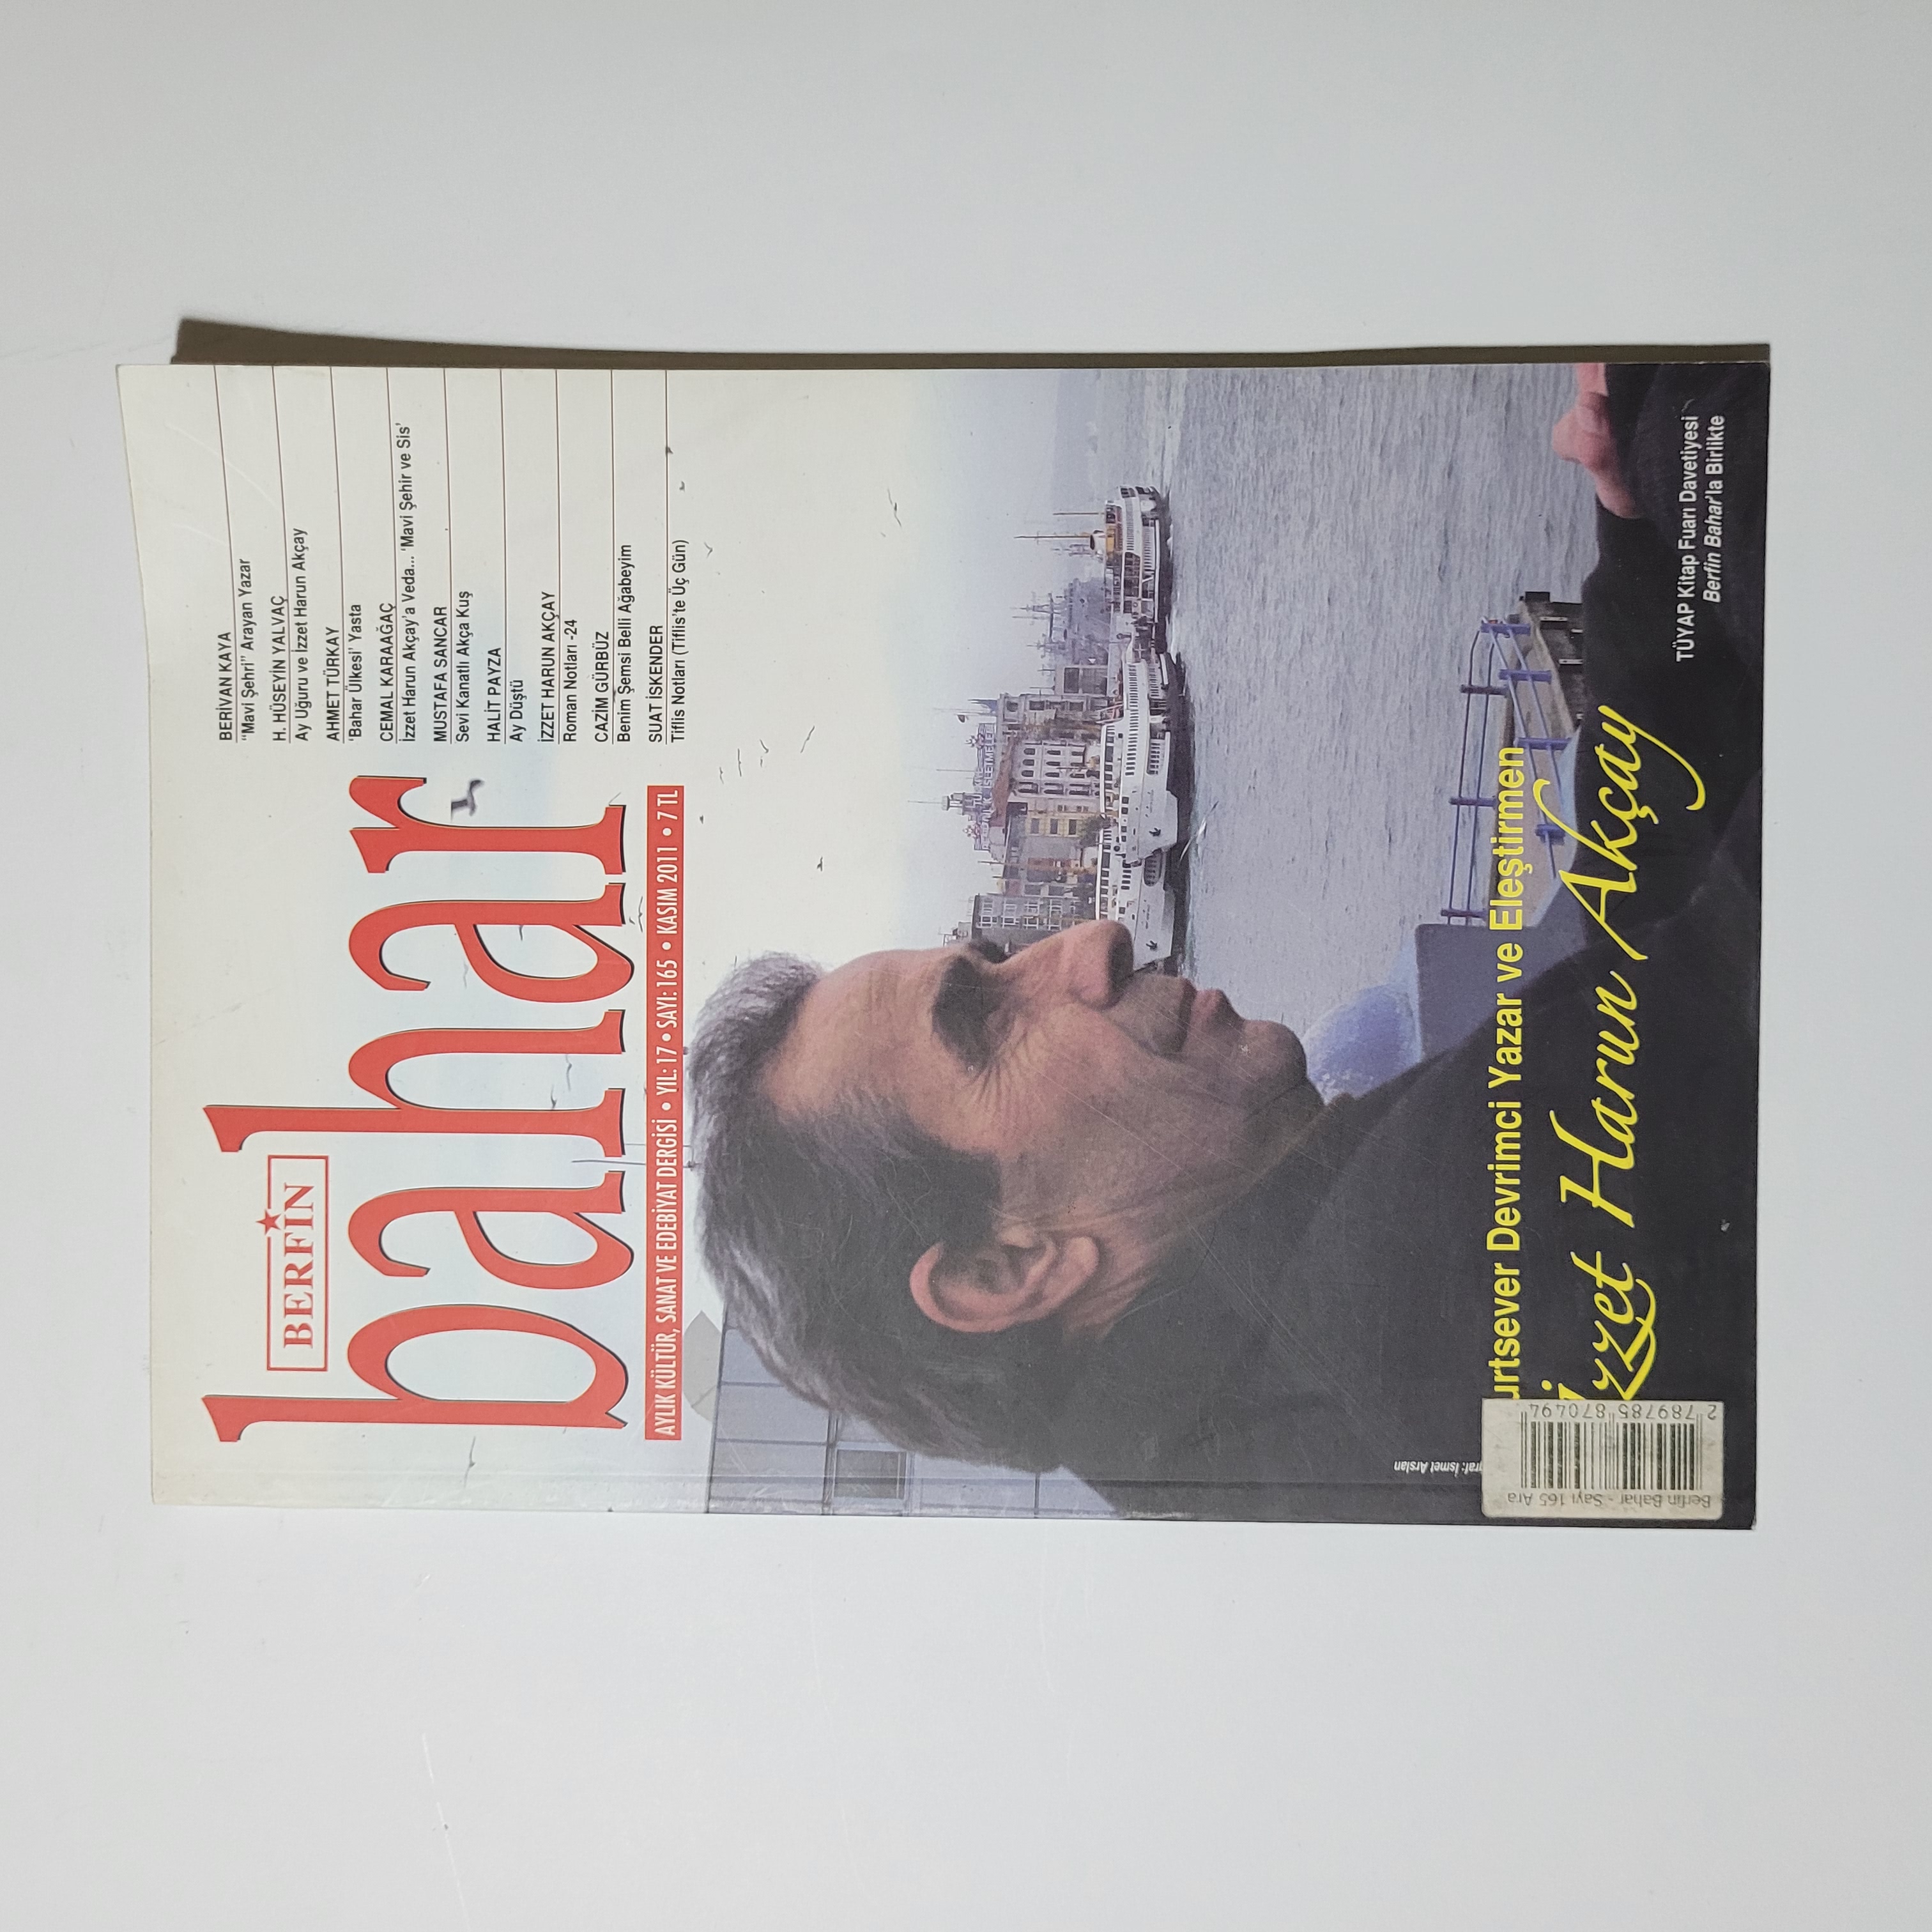 BERFİN
bahar
AYLIK KÜLTÜR, SANAT VE EDEBİYAT DERGİSİ • YIL: 17 • SAYI: 165 • KASIM 2011 • 7 TL
BERİVAN KAYA
"Mavi Şehri" Arayan Yazar
H. HÜSEYİN YALVAÇ
Ay Uğuru ve İzzet Harun Akçay
AHMET TÜRKAY
'Bahar Ülkesi' Yasta
CEMAL KARAAĞAÇ
İzzet Harun Akçay'a Veda... 'Mavi Şehir ve Sis'
MUSTAFA SANCAR
Sevi Kanatlı Akça Kuş
HALİT PAYZA
Ay Düştü
İZZET HARUN AKÇAY
Roman Notları -24
CAZİM GÜRBÜZ
Benim Şemsi Belli Ağabeyim
SUAT İSKENDER
Tiflis Notları (Tiflis'te Üç Gün)
urtsever Devrimci Yazar ve Eleştirmen
İzzet Harun Akçay
TÜYAP Kitap Fuarı Davetiyesi
Berfin Bahar'la Birlikte
raf: İsmet Arslan
Berfin Bahar - Sayı 165 Ara
2 789785 870494